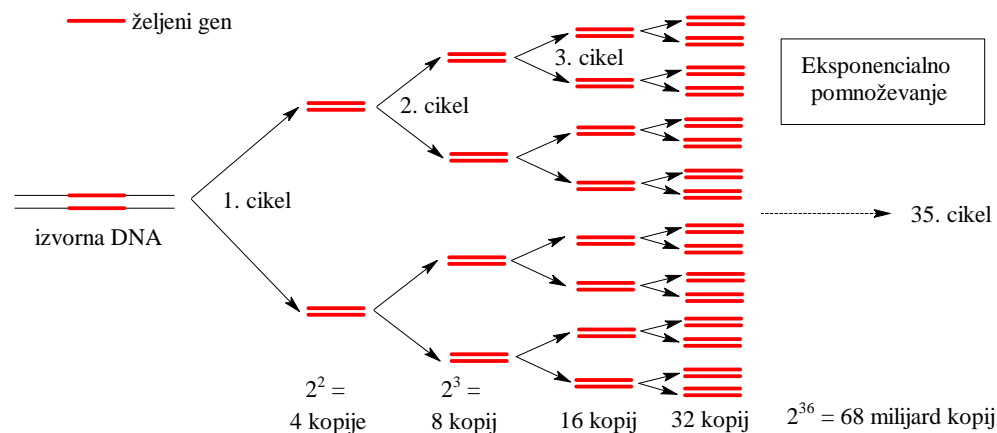 željeni gen
3. cikel
Eksponencialno
pomnoževanje
2. cikel
1. cikel
izvorna DNA
35. cikel
2² =
4 kopije
2³ =
8 kopij
16 kopij
32 kopij
2³⁶ = 68 milijard kopij